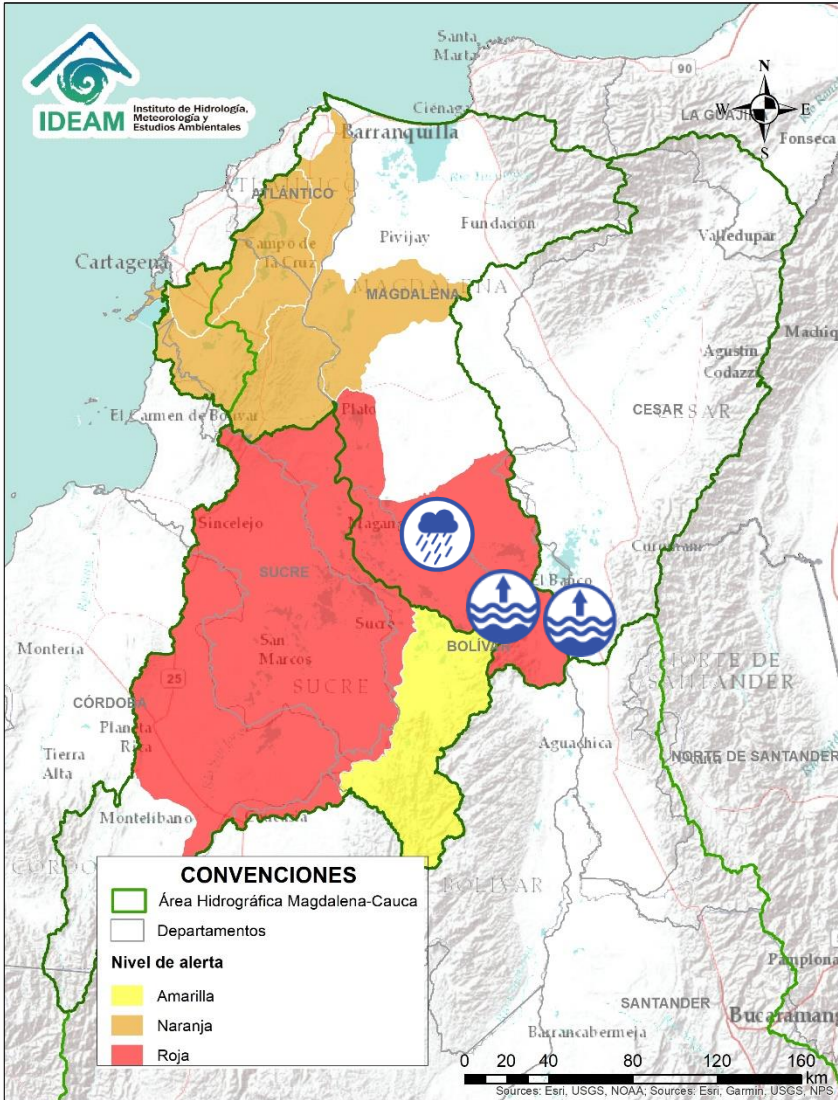 IDEAM
Instituto de Hidrología,
Meteorología y
Estudios Ambientales
Santa
Marta
90
N
W E
S
LA GUAJIRA
Fonseca
Ciénaga
Barranquilla
ATLÁNTICO
Pivijay
Fundación
Valledupar
Campo de
la Cruz
Cartagena
MAGDALENA
Agustín
Codazzi
El Carmen de Bolívar
Plato
CESAR
CESAR
Sincelejo
SUCRE
El Banco
Sucre
San
Marcos
BOLÍVAR
Montería
SUCRE
25
CÓRDOBA
Planeta
Rica
NORTE DE
SANTANDER
Tierra
Alta
Aguachica
NORTE DE SANTANDER
Montelíbano
BOLÍVAR
Pamplona
SANTANDER
Barrancabermeja
CONVENCIONES
Área Hidrográfica Magdalena-Cauca
Departamentos
Nivel de alerta
Amarilla
Naranja
Roja
0 20 40 80 120 160
km
Sources: Esri, USGS, NOAA; Sources: Esri, Garmin, USGS, NPS